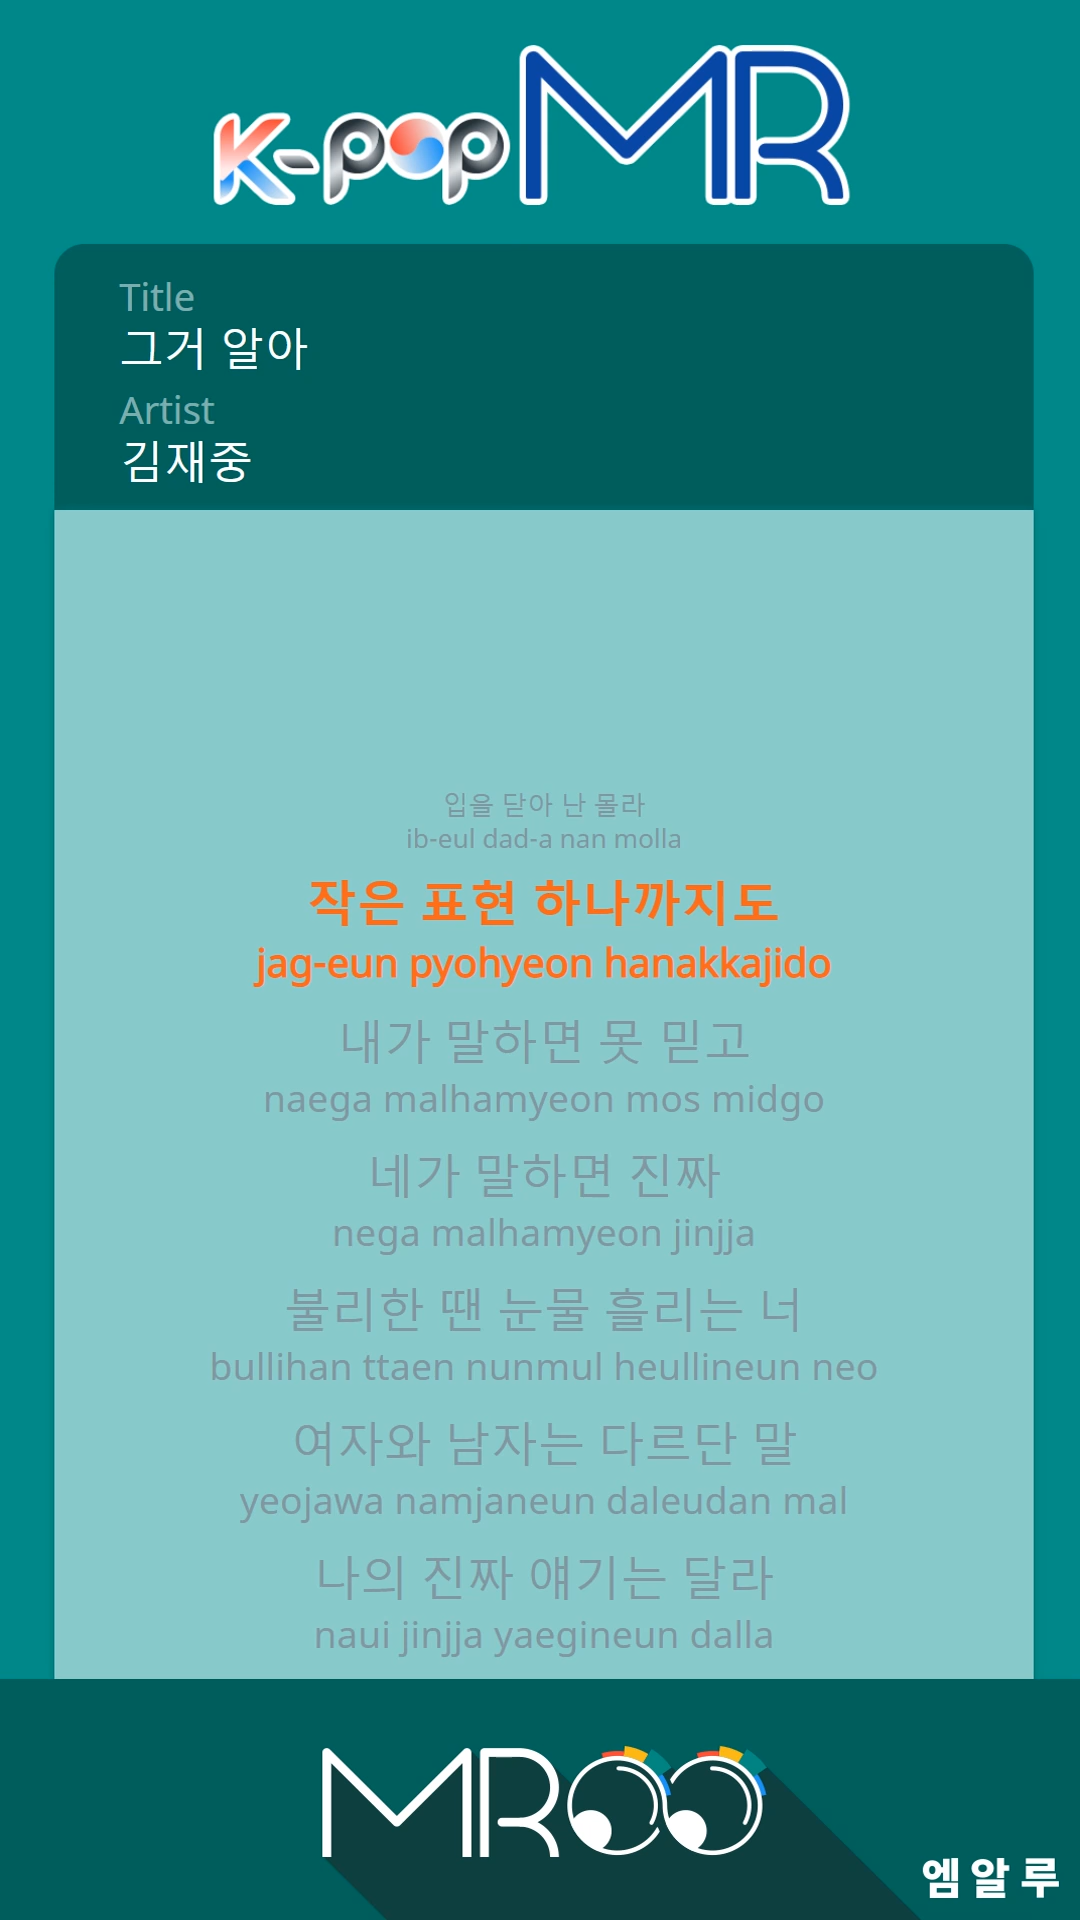 K-pop MR
Title
그거 알아
Artist
김재중
입을 닫아 난 몰라
ib-eul dad-a nan molla
작은 표현 하나까지도
jag-eun pyohyeon hanakkajido
내가 말하면 못 믿고
naega malhamyeon mos midgo
네가 말하면 진짜
nega malhamyeon jinjja
불리한 땐 눈물 흘리는 너
bullihan ttaen nunmul heullineun neo
여자와 남자는 다르단 말
yeojawa namjaneun daleudan mal
나의 진짜 얘기는 달라
naui jinjja yaegineun dalla
MROO
엠알루